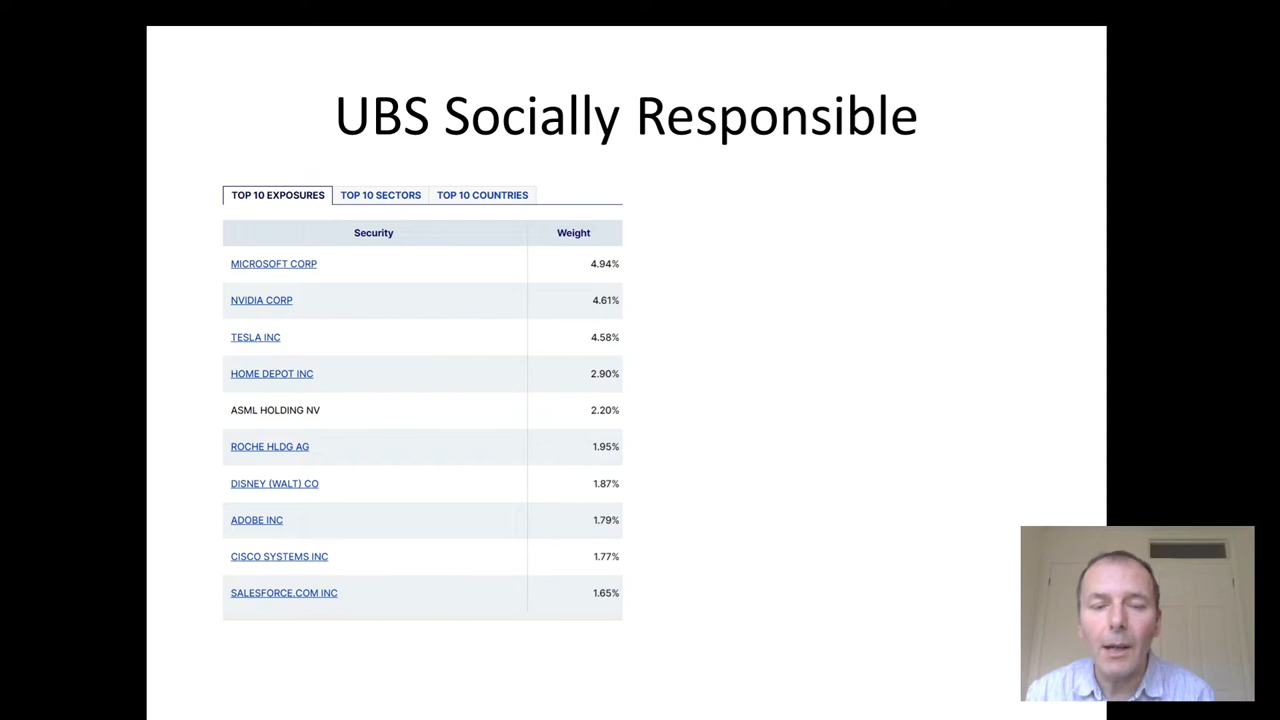 UBS Socially Responsible
TOP 10 EXPOSURES TOP 10 SECTORS TOP 10 COUNTRIES
Security Weight
MICROSOFT CORP 4.94%
NVIDIA CORP 4.61%
TESLA INC 4.58%
HOME DEPOT INC 2.90%
ASML HOLDING NV 2.20%
ROCHE HLDG AG 1.95%
DISNEY (WALT) CO 1.87%
ADOBE INC 1.79%
CISCO SYSTEMS INC 1.77%
SALESFORCE.COM INC 1.65%